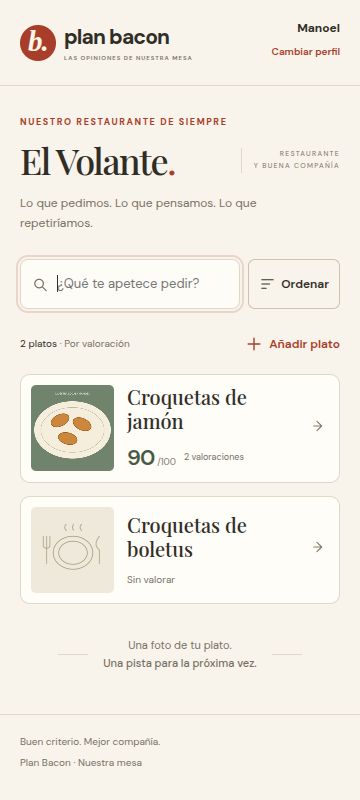 b. plan bacon
LAS OPINIONES DE NUESTRA MESA
Manoel
Cambiar perfil
NUESTRO RESTAURANTE DE SIEMPRE
El Volante.
RESTAURANTE
Y BUENA COMPAÑÍA
Lo que pedimos. Lo que pensamos. Lo que
repetiríamos.
¿Qué te apetece pedir?
Ordenar
2 platos · Por valoración
Añadir plato
Croquetas de
jamón
90 /100 2 valoraciones
Croquetas de
boletus
Sin valorar
Una foto de tu plato.
Una pista para la próxima vez.
Buen criterio. Mejor compañía.
Plan Bacon · Nuestra mesa